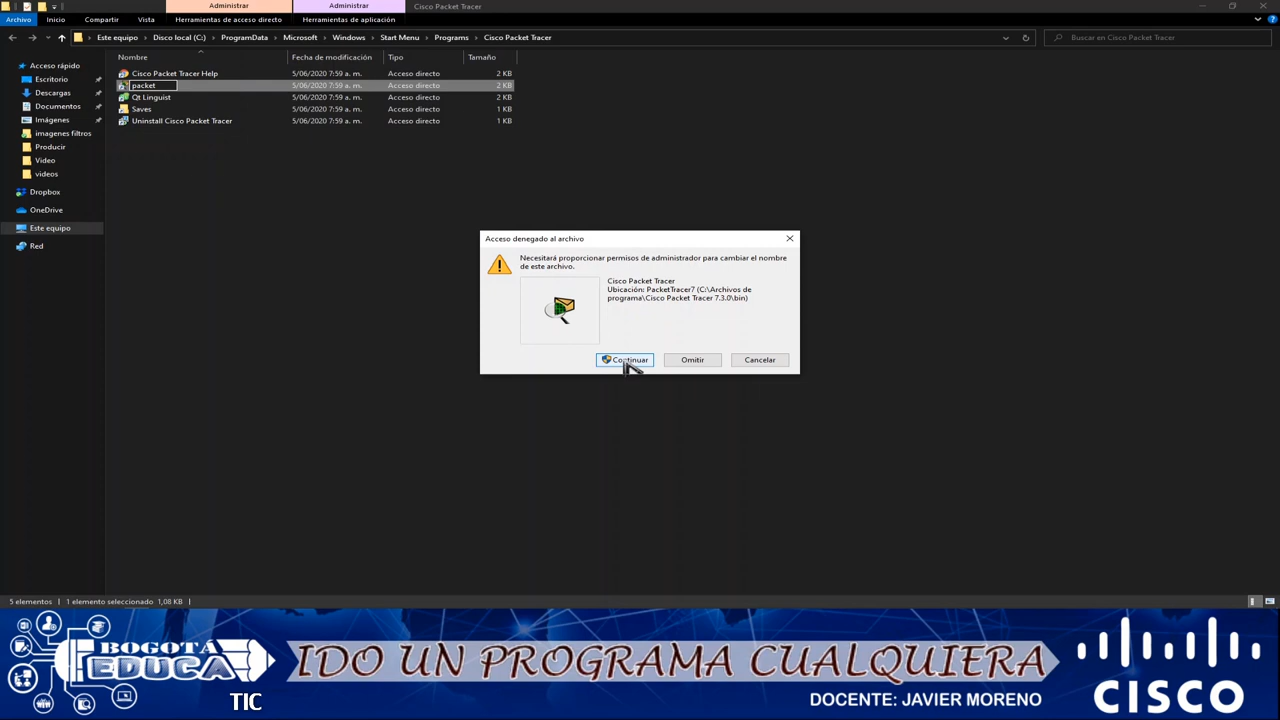 Administrar
Administrar
Cisco Packet Tracer
Archivo
Inicio
Compartir
Vista
Herramientas de acceso directo
Herramientas de aplicación
Este equipo
Disco local (C:)
ProgramData
Microsoft
Windows
Start Menu
Programs
Cisco Packet Tracer
Buscar en Cisco Packet Tracer
Nombre
Fecha de modificación
Tipo
Tamaño
Acceso rápido
Escritorio
Descargas
Documentos
Imágenes
imagenes filtros
Producir
Video
videos
Dropbox
OneDrive
Este equipo
Red
Cisco Packet Tracer Help 5/06/2020 7:59 a. m. Acceso directo 2 KB
packet 5/06/2020 7:59 a. m. Acceso directo 2 KB
Qt Linguist 5/06/2020 7:59 a. m. Acceso directo 2 KB
Saves 5/06/2020 7:59 a. m. Acceso directo 1 KB
Uninstall Cisco Packet Tracer 5/06/2020 7:59 a. m. Acceso directo 1 KB
Acceso denegado al archivo
Necesitará proporcionar permisos de administrador para cambiar el nombre
de este archivo.
Cisco Packet Tracer
Ubicación: PacketTracer7 (C:\Archivos de
programa\Cisco Packet Tracer 7.3.0\bin)
Continuar
Omitir
Cancelar
5 elementos
1 elemento seleccionado 1,08 KB
BOGOTA
EDUCA
TIC
IDO UN PROGRAMA CUALQUIERA
DOCENTE: JAVIER MORENO
CISCO